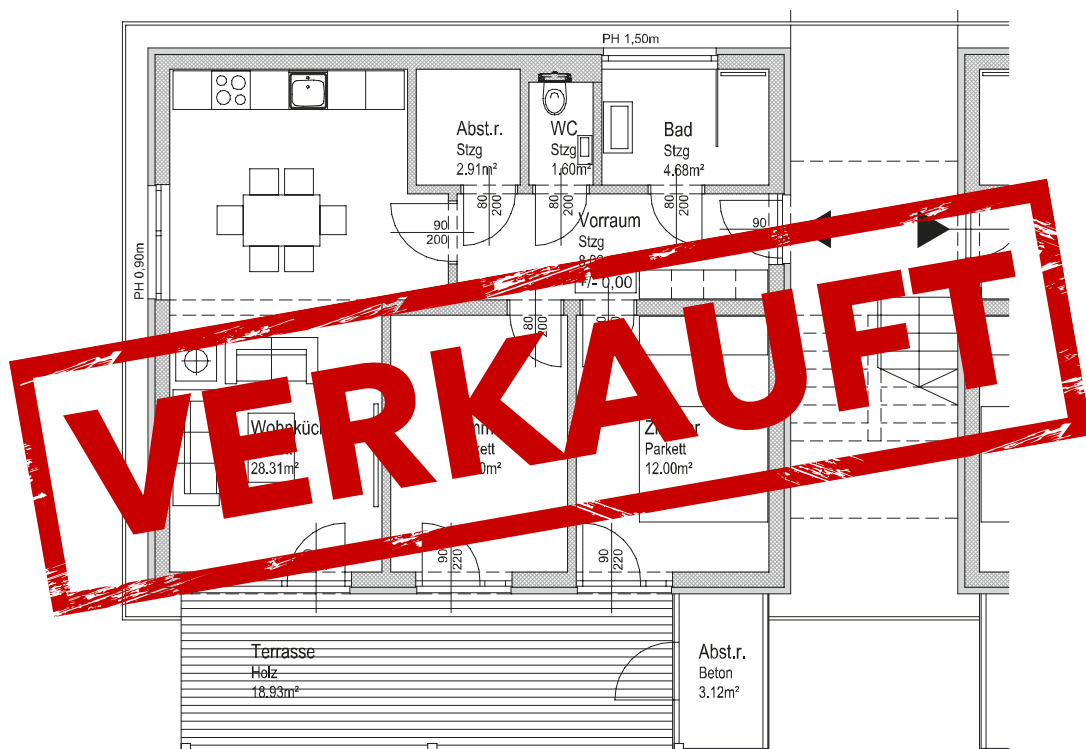 PH 1,50m
Abst.r.
Stzg
2.91m²
WC
Stzg
1.60m²
Bad
Stzg
4.68m²
80
200
80
200
80
200
90
200
90
Vorraum
Stzg
+/- 0,00
PH 0,90m
80
200
80
VERKAUFT
28.31m²
Parkett
12.00m²
90
220
90
220
Terrasse
Holz
18.93m²
Abst.r.
Beton
3.12m²